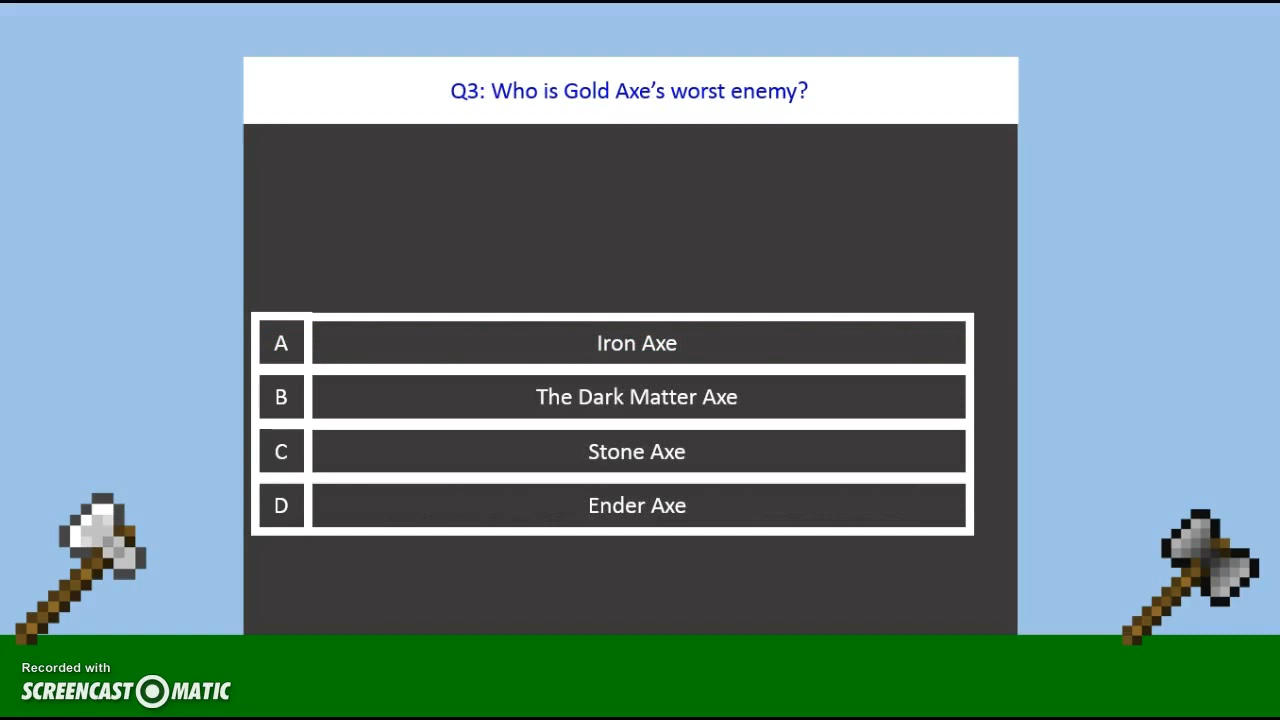 Q3: Who is Gold Axe's worst enemy?
A Iron Axe
B The Dark Matter Axe
C Stone Axe
D Ender Axe
Recorded with
SCREENCAST MATIC